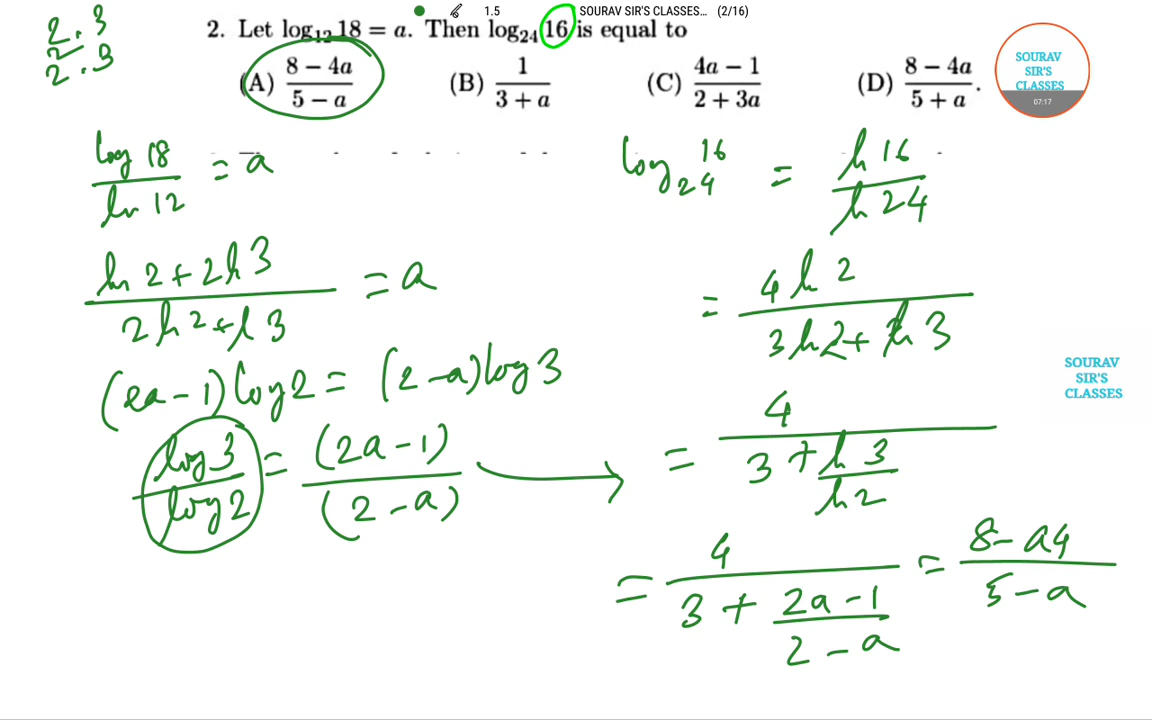 1.5 SOURAV SIR'S CLASSES... (2/16)
2.3
2
2.3
2. Let log₁₂ 18 = a. Then log₂₄ 16 is equal to
(A) (8 − 4a)/(5 − a) (B) 1/(3 + a) (C) (4a − 1)/(2 + 3a) (D) (8 − 4a)/(5 + a).
SOURAV
SIR'S
CLASSES
07:17
log 18 / ln 12 = a
(ln 2 + 2 ln 3) / (2 ln 2 + ln 3) = a
(2a − 1) log 2 = (2 − a) log 3
log 3 / log 2 = (2a − 1) / (2 − a) →
log₂₄ 16 = ln 16 / ln 24
= 4 ln 2 / (3 ln 2 + ln 3)
= 4 / (3 + ln 3 / ln 2)
= 4 / (3 + (2a − 1)/(2 − a)) = (8 − a4) / (5 − a)
SOURAV
SIR'S
CLASSES